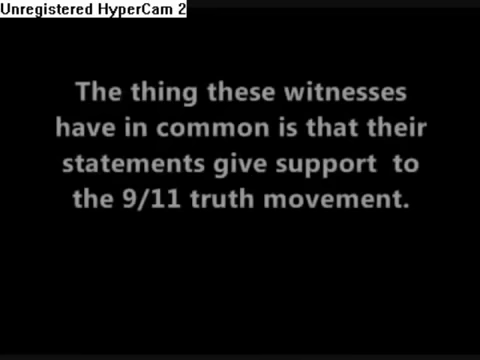 Unregistered HyperCam 2
The thing these witnesses
have in common is that their
statements give support to
the 9/11 truth movement.